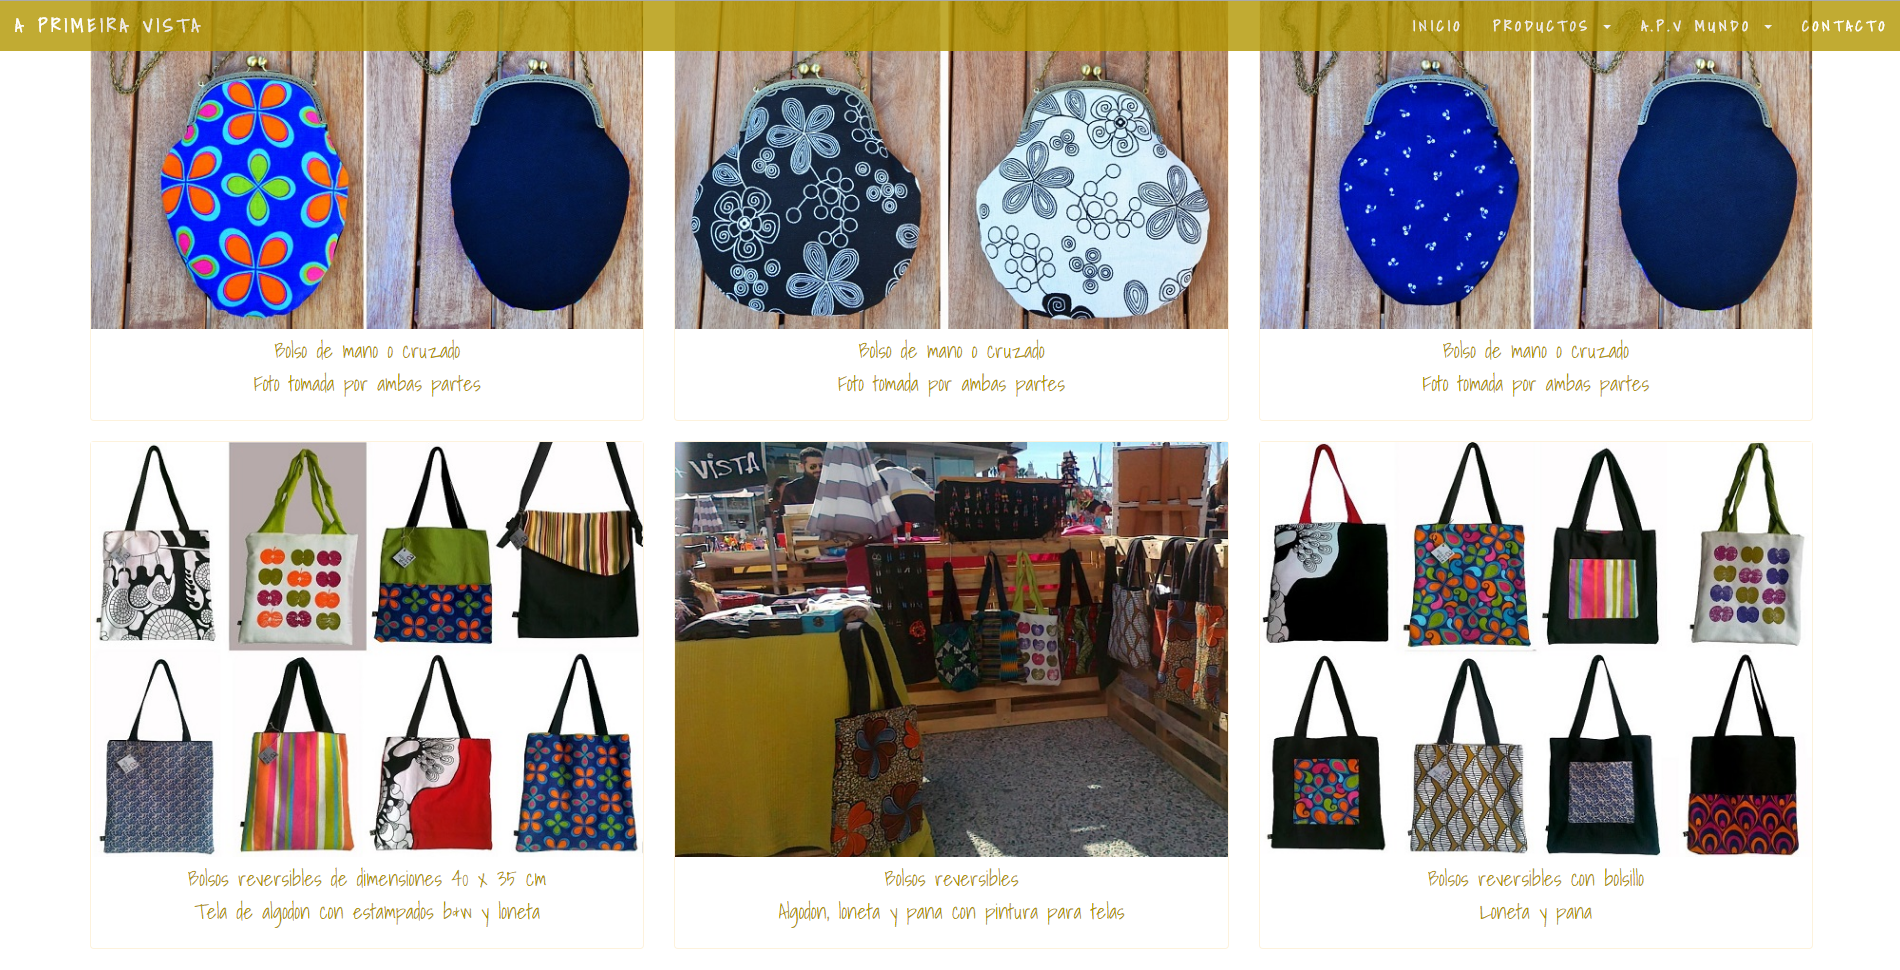 A PRIMEIRA VISTA
INICIO PRODUCTOS A.P.V MUNDO CONTACTO
Bolso de mano o cruzado
Foto tomada por ambas partes
Bolso de mano o cruzado
Foto tomada por ambas partes
Bolso de mano o cruzado
Foto tomada por ambas partes
VISTA
Bolsos reversibles de dimensiones 40 x 35 cm
Tela de algodon con estampados b&w y loneta
Bolsos reversibles
Algodon, loneta y pana con pintura para telas
Bolsos reversibles con bolsillo
Loneta y pana